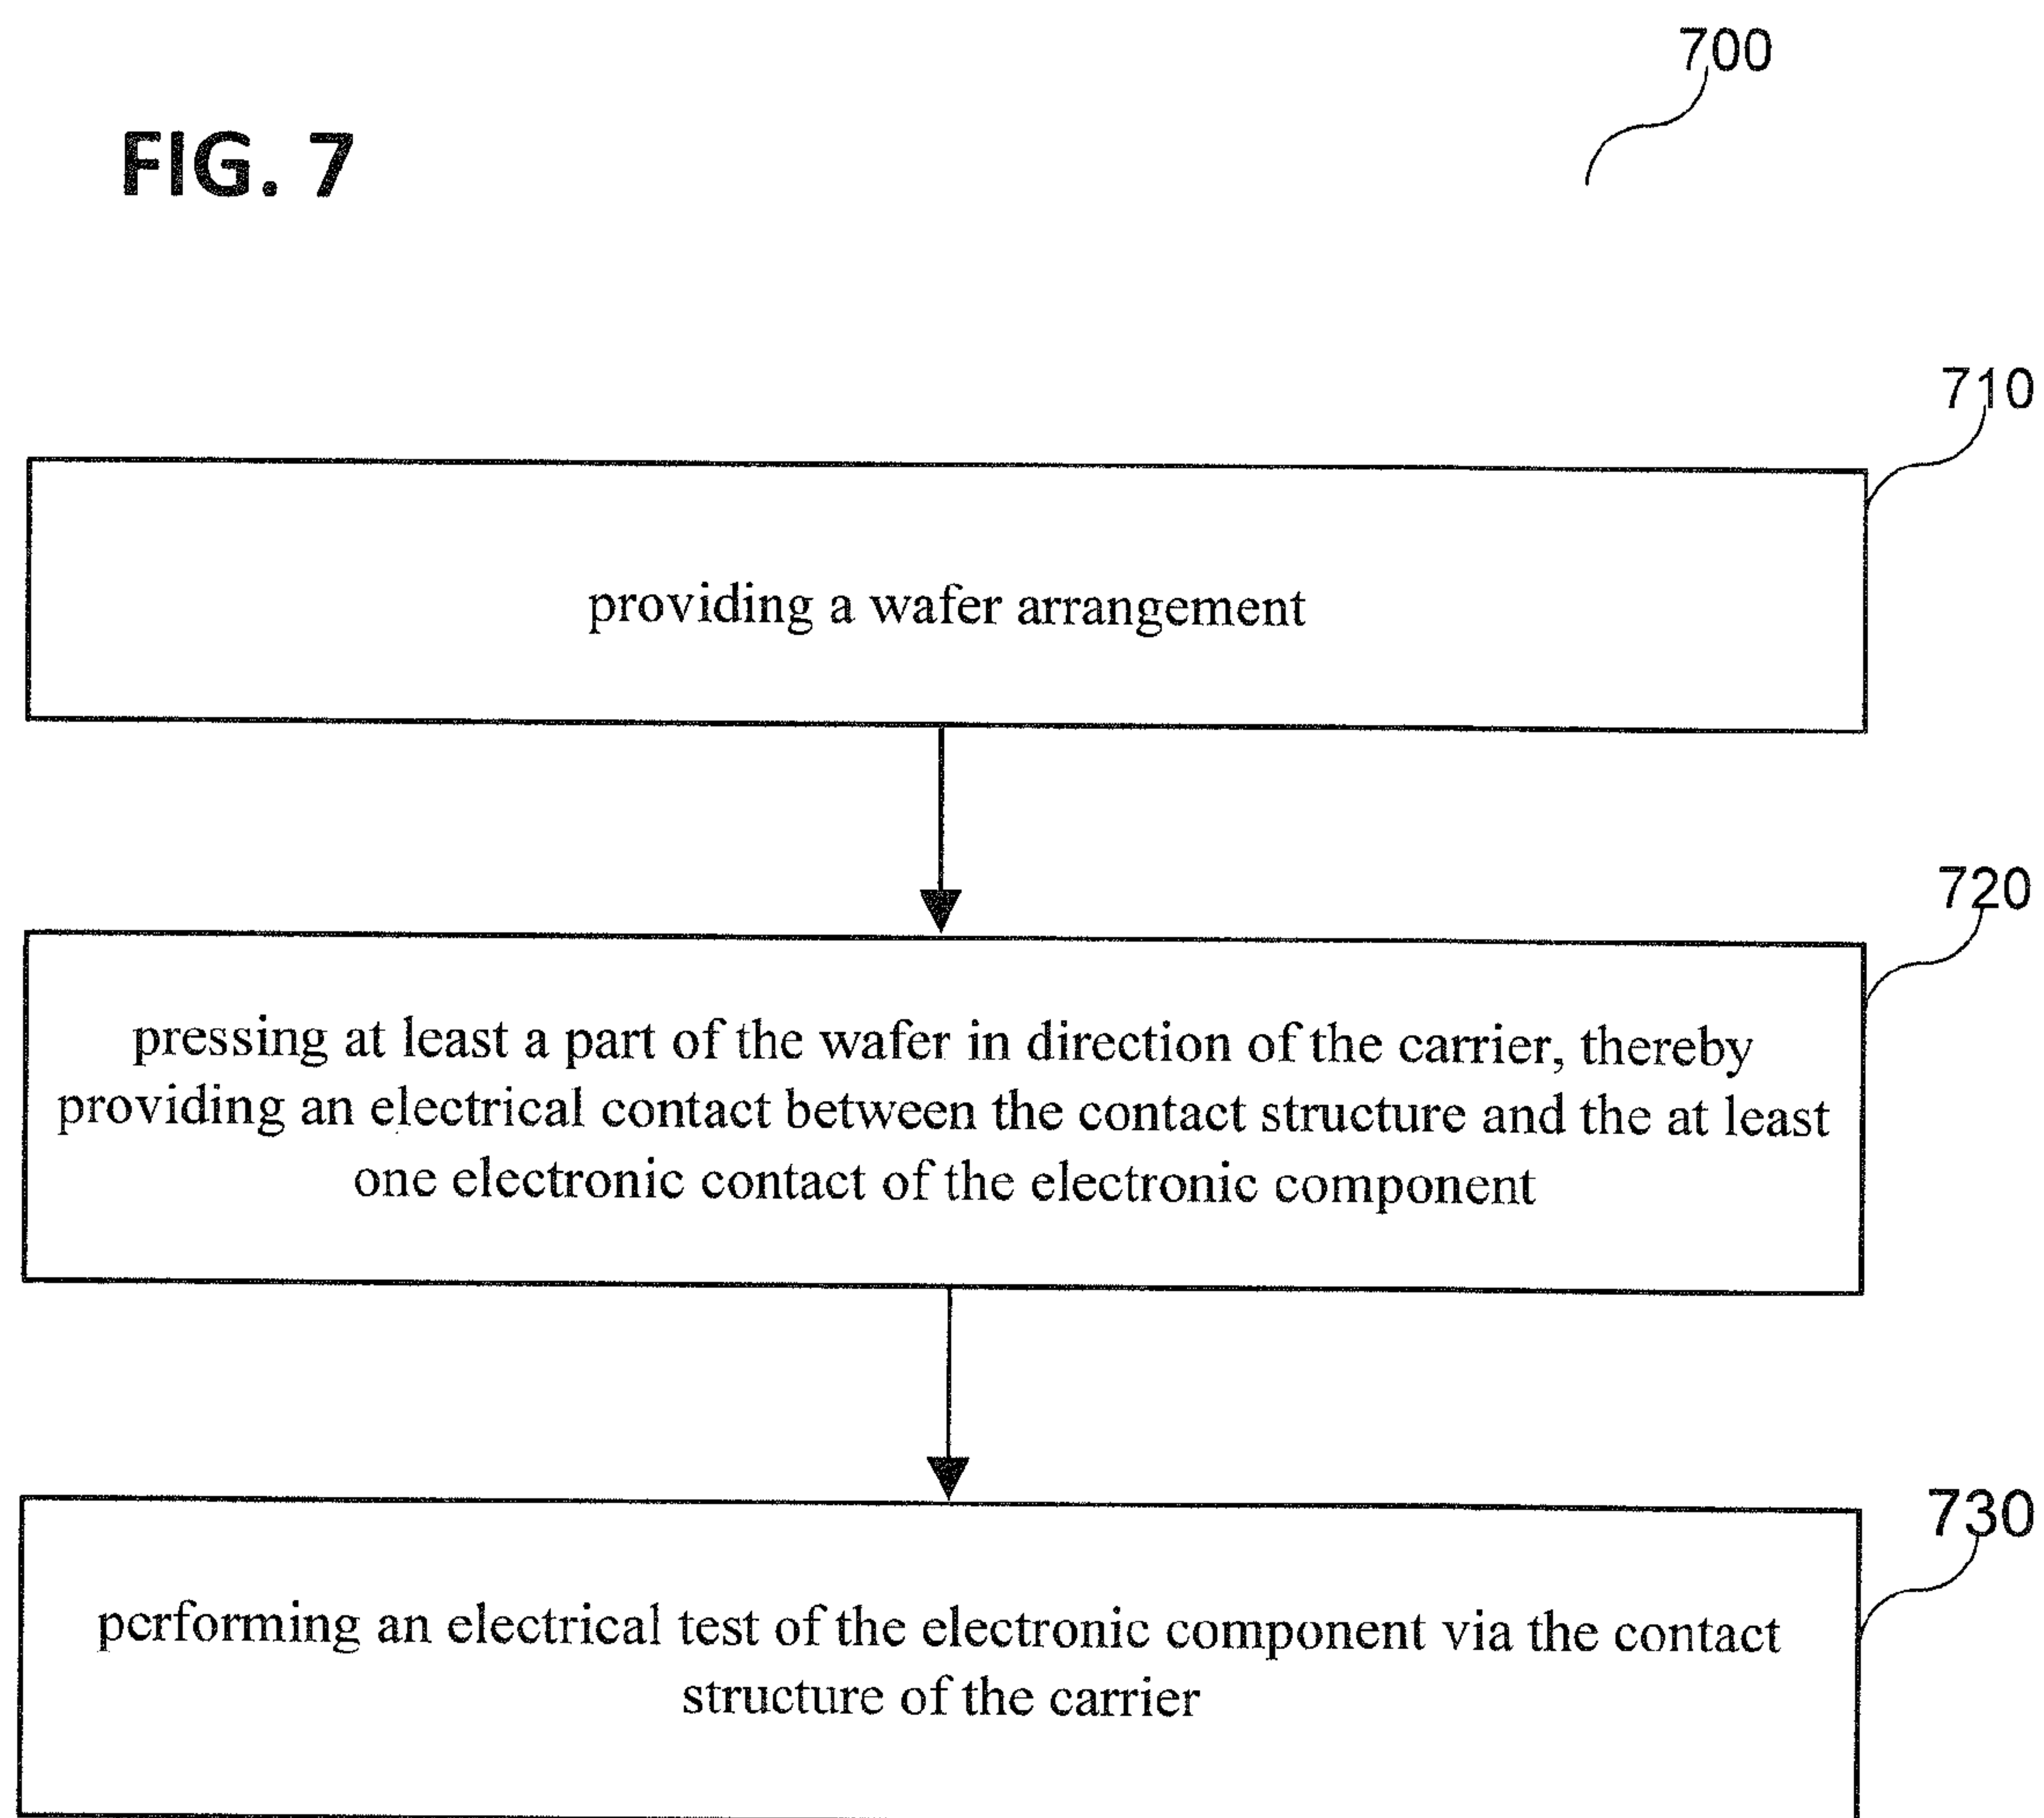 700
FIG. 7
710
providing a wafer arrangement
720
pressing at least a part of the wafer in direction of the carrier, thereby
providing an electrical contact between the contact structure and the at least
one electronic contact of the electronic component
730
performing an electrical test of the electronic component via the contact
structure of the carrier